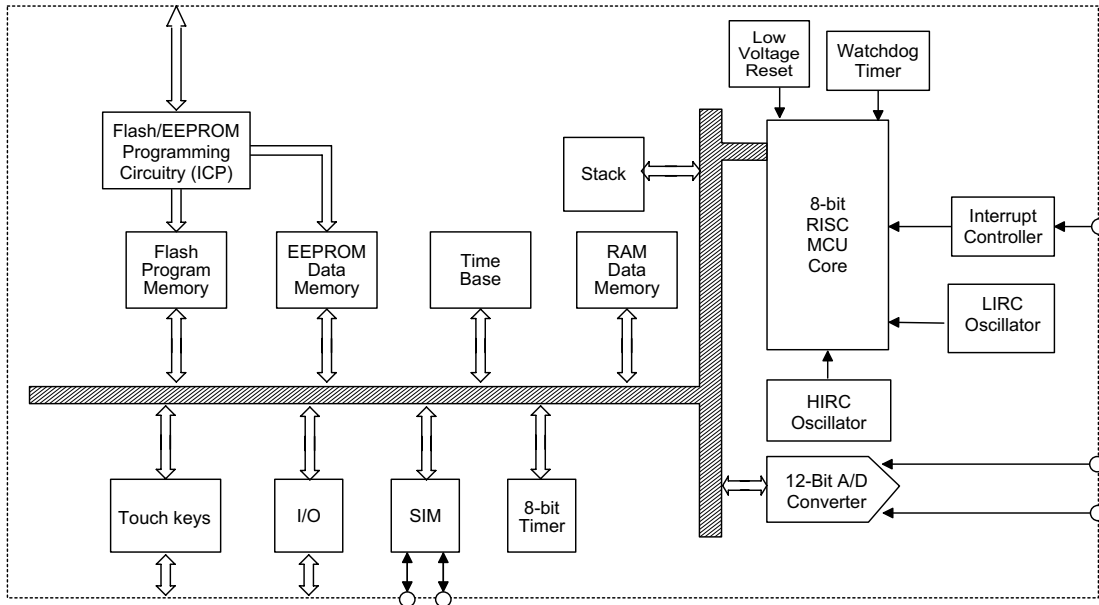 Low
Voltage
Reset
Watchdog
Timer
Flash/EEPROM
Programming
Circuitry (ICP)
Stack
8-bit
RISC
MCU
Core
Interrupt
Controller
Flash
Program
Memory
EEPROM
Data
Memory
Time
Base
RAM
Data
Memory
LIRC
Oscillator
HIRC
Oscillator
12-Bit A/D
Converter
Touch keys
I/O
SIM
8-bit
Timer